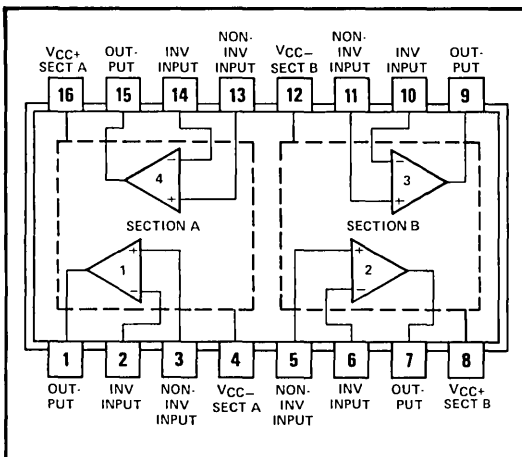 VCC+ SECT A
OUT- PUT
INV INPUT
NON- INV INPUT
VCC− SECT B
NON- INV INPUT
INV INPUT
OUT- PUT
16 15 14 13 12 11 10 9
− −
4 3
+ +
SECTION A SECTION B
+ +
1 2
− −
1 2 3 4 5 6 7 8
OUT- PUT
INV INPUT
NON- INV INPUT
VCC− SECT A
NON- INV INPUT
INV INPUT
OUT- PUT
VCC+ SECT B